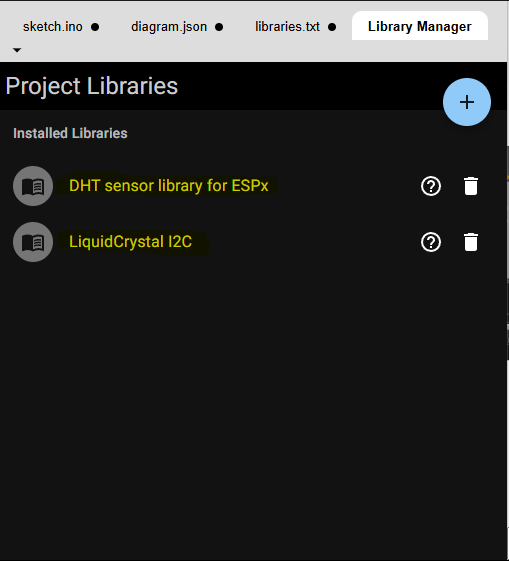 sketch.ino ● diagram.json ● libraries.txt ● Library Manager
Project Libraries
+
Installed Libraries
DHT sensor library for ESPx
LiquidCrystal I2C